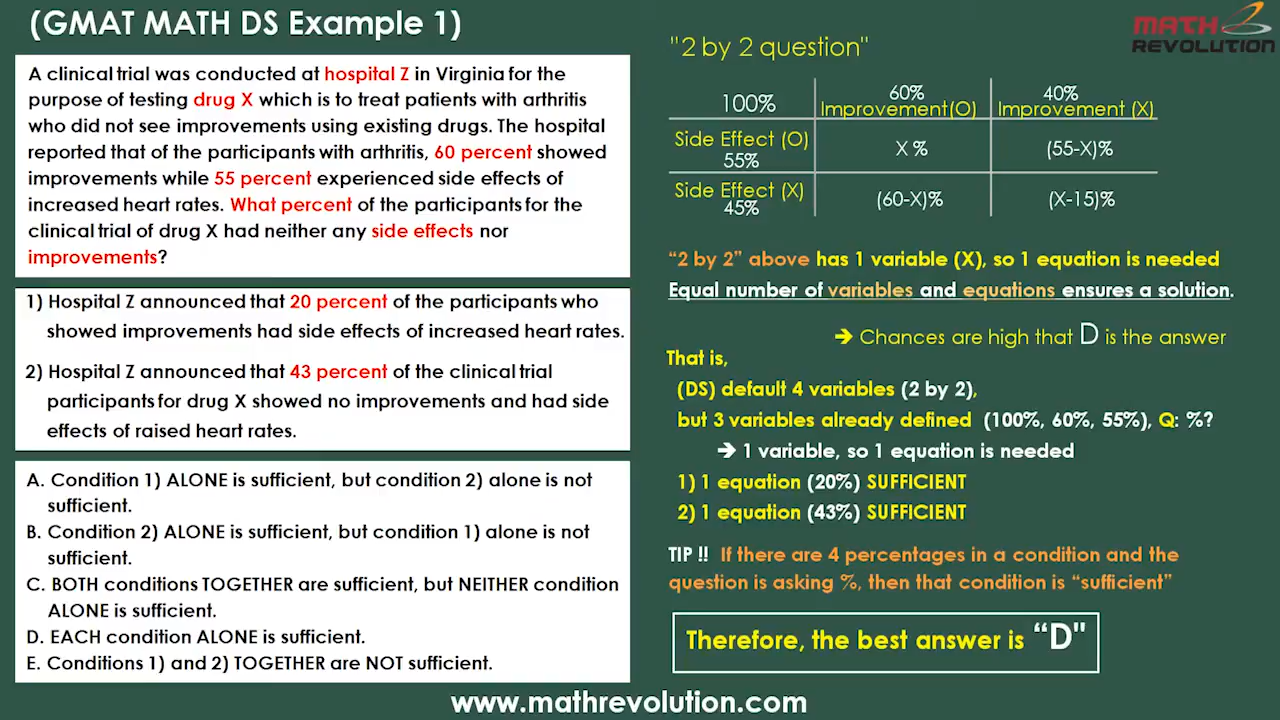 (GMAT MATH DS Example 1)
MATH
REVOLUTION
A clinical trial was conducted at hospital Z in Virginia for the
purpose of testing drug X which is to treat patients with arthritis
who did not see improvements using existing drugs. The hospital
reported that of the participants with arthritis, 60 percent showed
improvements while 55 percent experienced side effects of
increased heart rates. What percent of the participants for the
clinical trial of drug X had neither any side effects nor
improvements?
1) Hospital Z announced that 20 percent of the participants who
showed improvements had side effects of increased heart rates.
2) Hospital Z announced that 43 percent of the clinical trial
participants for drug X showed no improvements and had side
effects of raised heart rates.
A. Condition 1) ALONE is sufficient, but condition 2) alone is not
sufficient.
B. Condition 2) ALONE is sufficient, but condition 1) alone is not
sufficient.
C. BOTH conditions TOGETHER are sufficient, but NEITHER condition
ALONE is sufficient.
D. EACH condition ALONE is sufficient.
E. Conditions 1) and 2) TOGETHER are NOT sufficient.
"2 by 2 question"
100% 60% 40%
Improvement(O) Improvement (X)
Side Effect (O) X % (55-X)%
55%
Side Effect (X) (60-X)% (X-15)%
45%
“2 by 2” above has 1 variable (X), so 1 equation is needed
Equal number of variables and equations ensures a solution.
➔ Chances are high that D is the answer
That is,
(DS) default 4 variables (2 by 2),
but 3 variables already defined (100%, 60%, 55%), Q: %?
➔ 1 variable, so 1 equation is needed
1) 1 equation (20%) SUFFICIENT
2) 1 equation (43%) SUFFICIENT
TIP !! If there are 4 percentages in a condition and the
question is asking %, then that condition is “sufficient”
Therefore, the best answer is “D"
www.mathrevolution.com